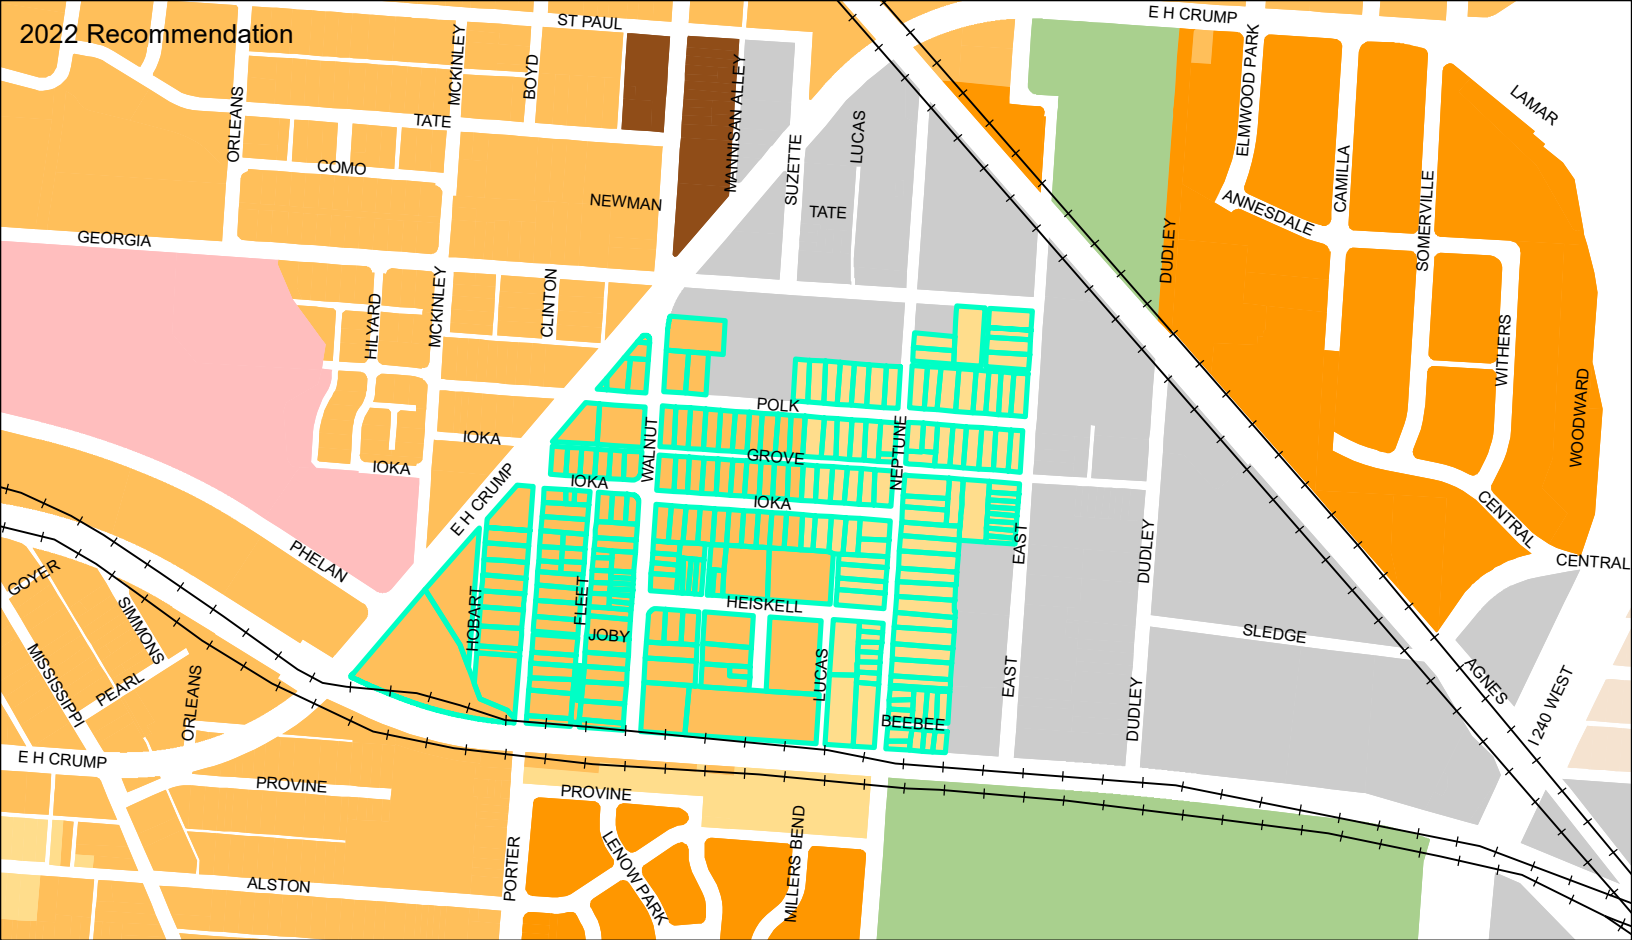 2022 Recommendation
ST PAUL
E H CRUMP
MCKINLEY
BOYD
MANNISAN ALLEY
ELMWOOD PARK
LAMAR
ORLEANS
TATE
LUCAS
COMO
SUZETTE
CAMILLA
SOMERVILLE
NEWMAN
TATE
ANNESDALE
GEORGIA
DUDLEY
HILYARD
MCKINLEY
CLINTON
WITHERS
WOODWARD
POLK
IOKA
WALNUT
GROVE
NEPTUNE
IOKA
E H CRUMP
IOKA
IOKA
CENTRAL
EAST
DUDLEY
CENTRAL
PHELAN
GOYER
SIMMONS
HOBART
FLEET
HEISKELL
JOBY
SLEDGE
MISSISSIPPI
PEARL
ORLEANS
LUCAS
EAST
DUDLEY
AGNES
I 240 WEST
BEEBEE
E H CRUMP
PROVINE
PROVINE
PORTER
LENOW PARK
MILLERS BEND
ALSTON